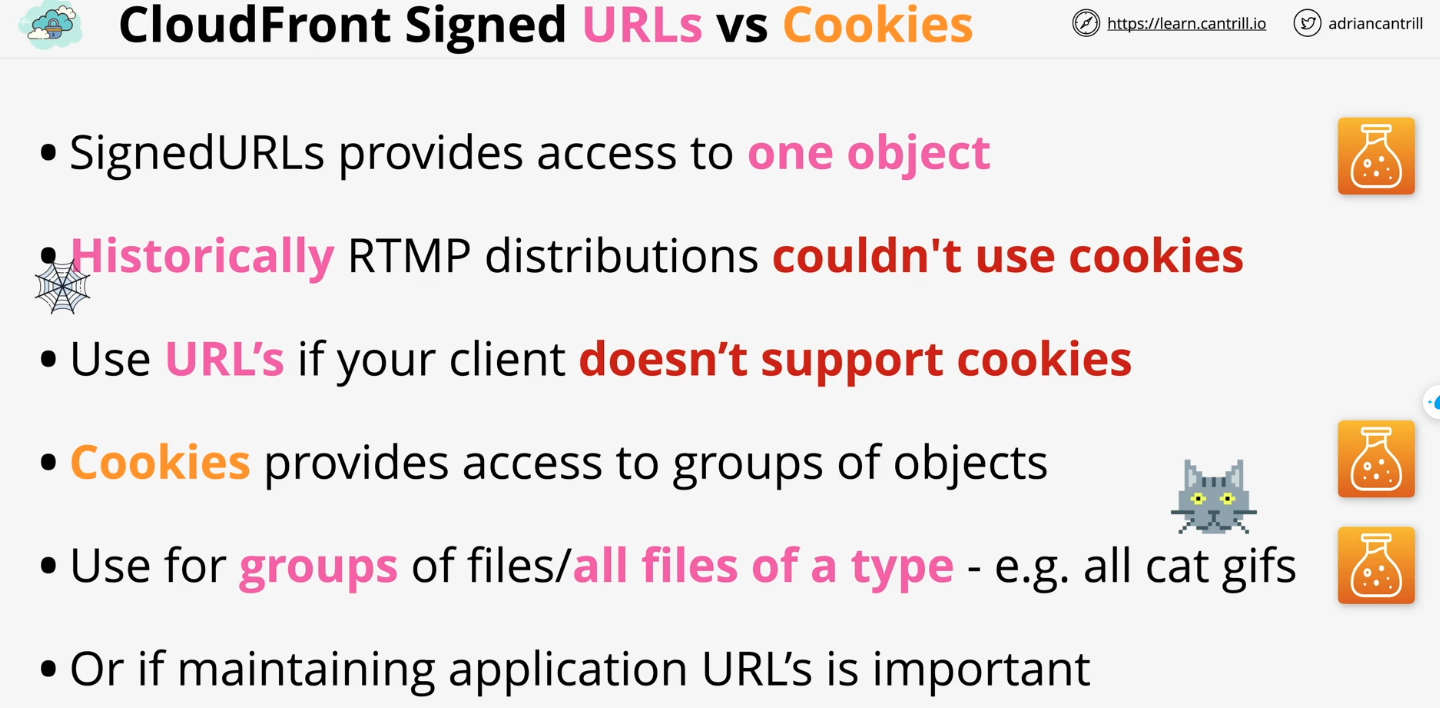 CloudFront Signed URLs vs Cookies
https://learn.cantrill.io
adriancantrill
• SignedURLs provides access to one object
• Historically RTMP distributions couldn't use cookies
• Use URL’s if your client doesn’t support cookies
• Cookies provides access to groups of objects
• Use for groups of files/all files of a type - e.g. all cat gifs
• Or if maintaining application URL’s is important